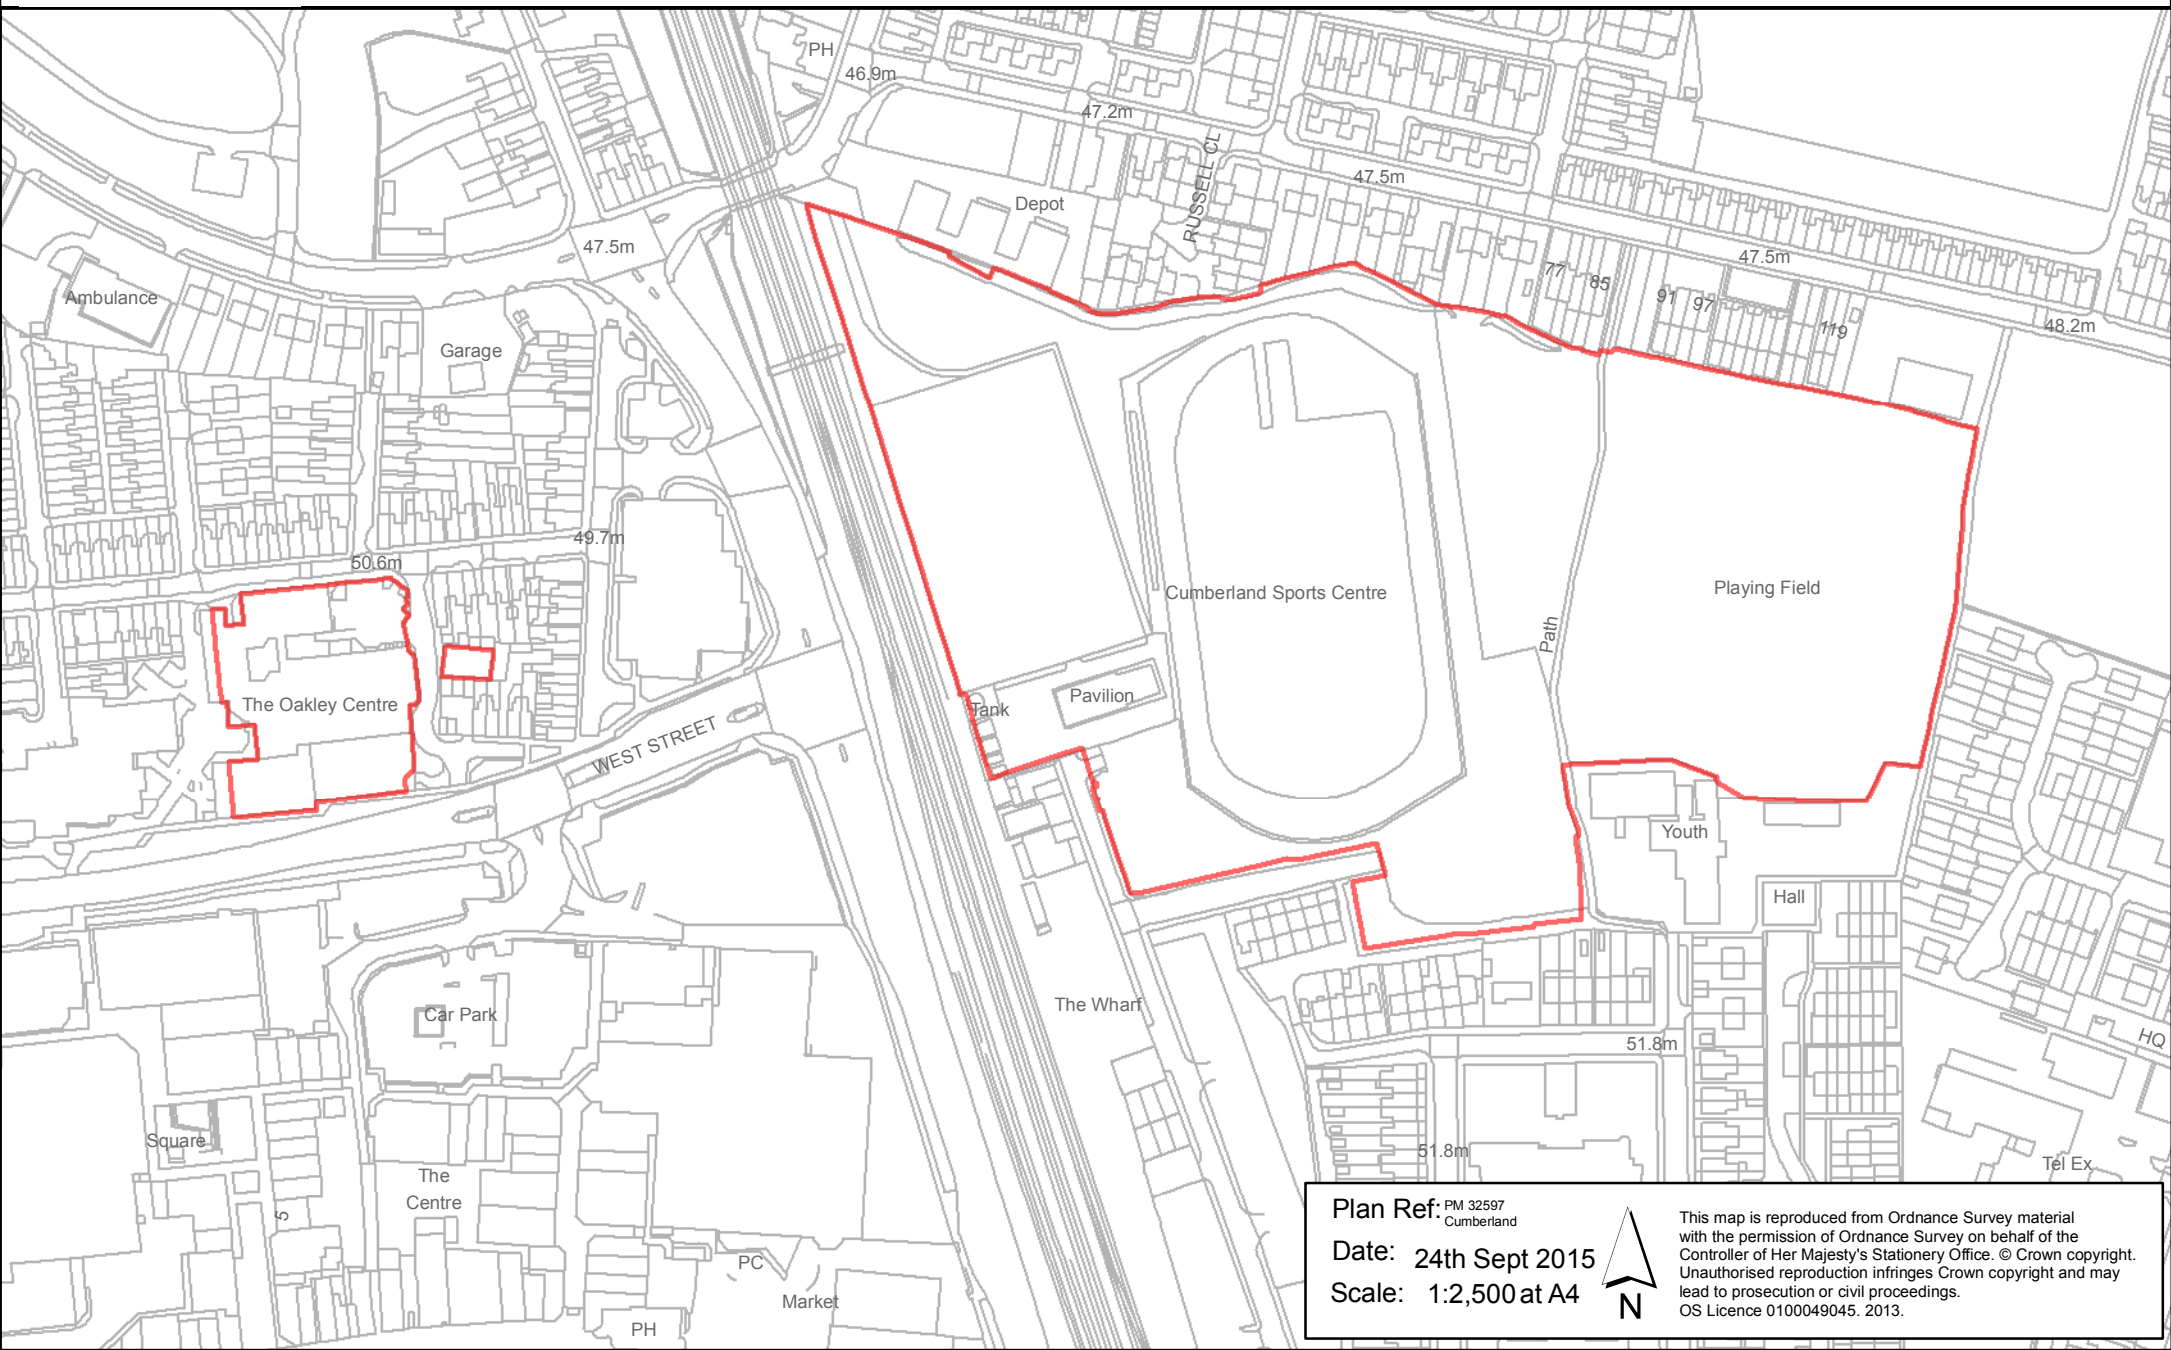 PH
46.9m
47.2m
RUSSELL CL
47.5m
Depot
47.5m
47.5m
77
85
91
97
119
48.2m
Ambulance
Garage
49.7m
50.6m
Cumberland Sports Centre
Playing Field
Path
The Oakley Centre
Tank
Pavilion
WEST STREET
Youth
Hall
The Wharf
Car Park
51.8m
HQ
Square
51.8m
Tel Ex
The
Centre
5
PC
Market
PH
Plan Ref: PM 32597
Cumberland
Date: 24th Sept 2015
Scale: 1:2,500 at A4
N
This map is reproduced from Ordnance Survey material
with the permission of Ordnance Survey on behalf of the
Controller of Her Majesty's Stationery Office. © Crown copyright.
Unauthorised reproduction infringes Crown copyright and may
lead to prosecution or civil proceedings.
OS Licence 0100049045. 2013.